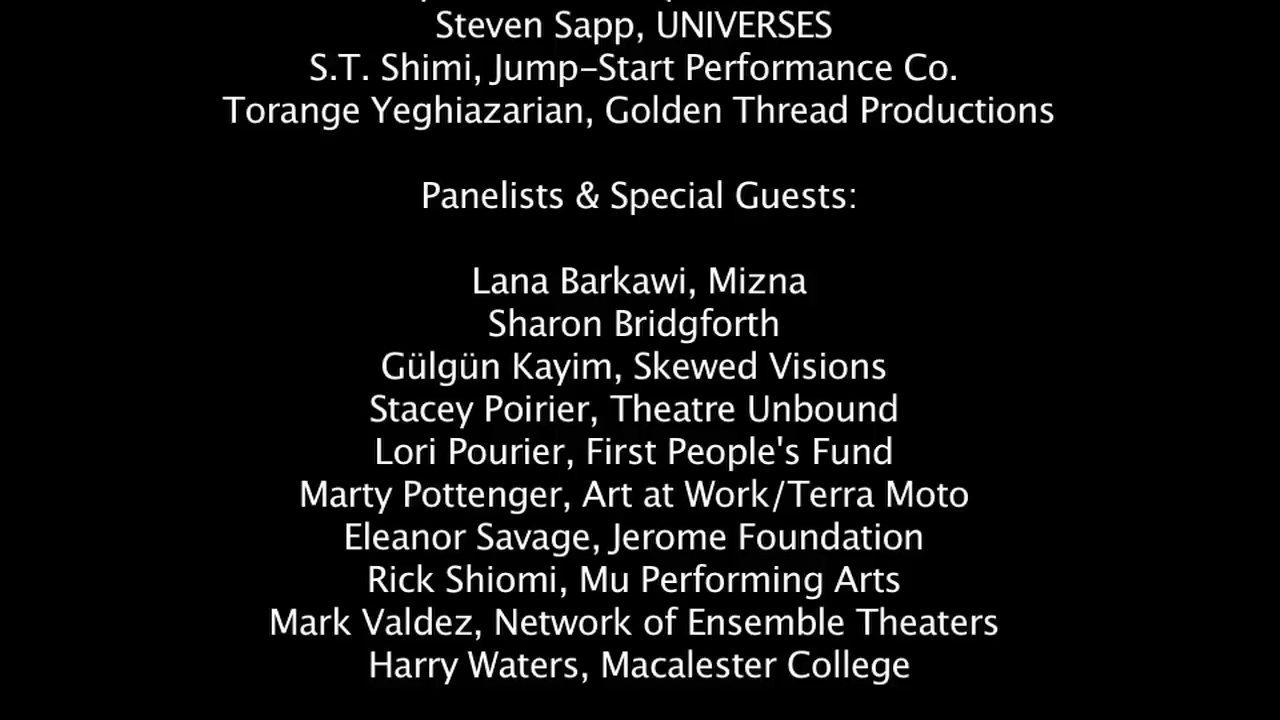 Steven Sapp, UNIVERSES
S.T. Shimi, Jump-Start Performance Co.
Torange Yeghiazarian, Golden Thread Productions
Panelists & Special Guests:
Lana Barkawi, Mizna
Sharon Bridgforth
Gülgün Kayim, Skewed Visions
Stacey Poirier, Theatre Unbound
Lori Pourier, First People's Fund
Marty Pottenger, Art at Work/Terra Moto
Eleanor Savage, Jerome Foundation
Rick Shiomi, Mu Performing Arts
Mark Valdez, Network of Ensemble Theaters
Harry Waters, Macalester College